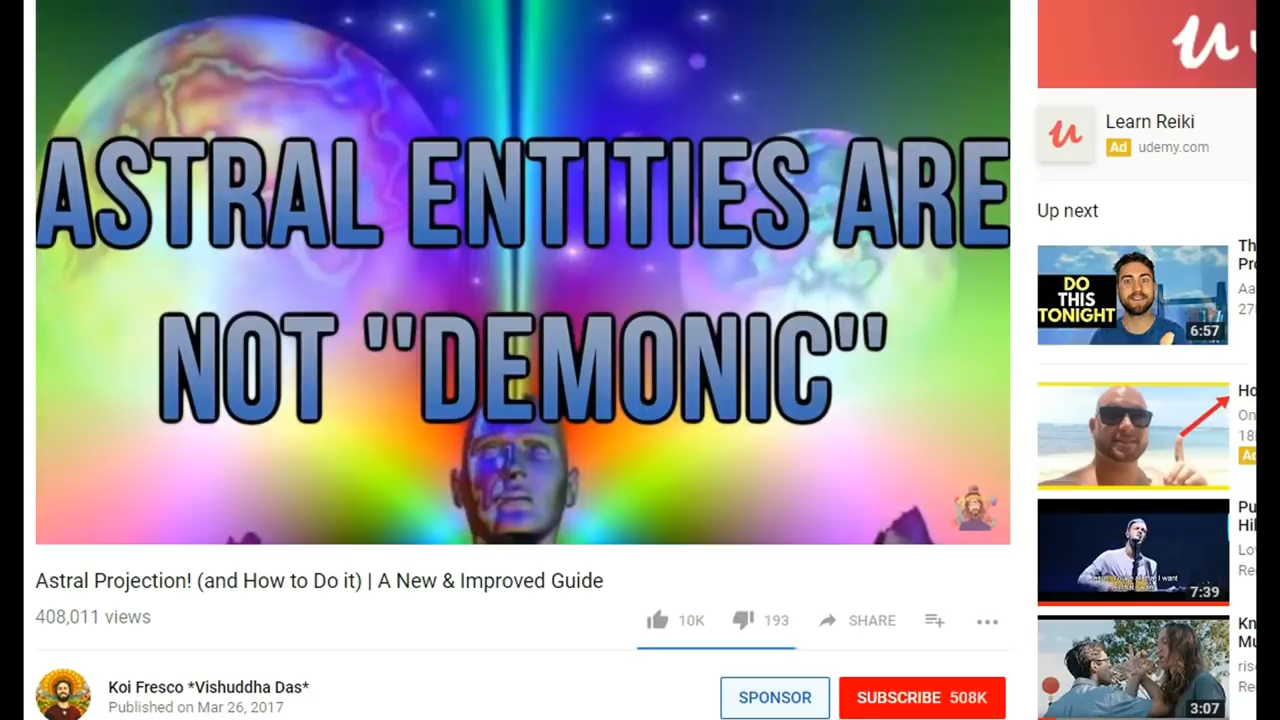 ASTRAL ENTITIES ARE
NOT "DEMONIC"
Astral Projection! (and How to Do it) | A New & Improved Guide
408,011 views
10K
193
SHARE
Koi Fresco *Vishuddha Das*
Published on Mar 26, 2017
SPONSOR
SUBSCRIBE 508K
Learn Reiki
Ad udemy.com
Up next
DO
THIS
TONIGHT
6:57
7:39
3:07